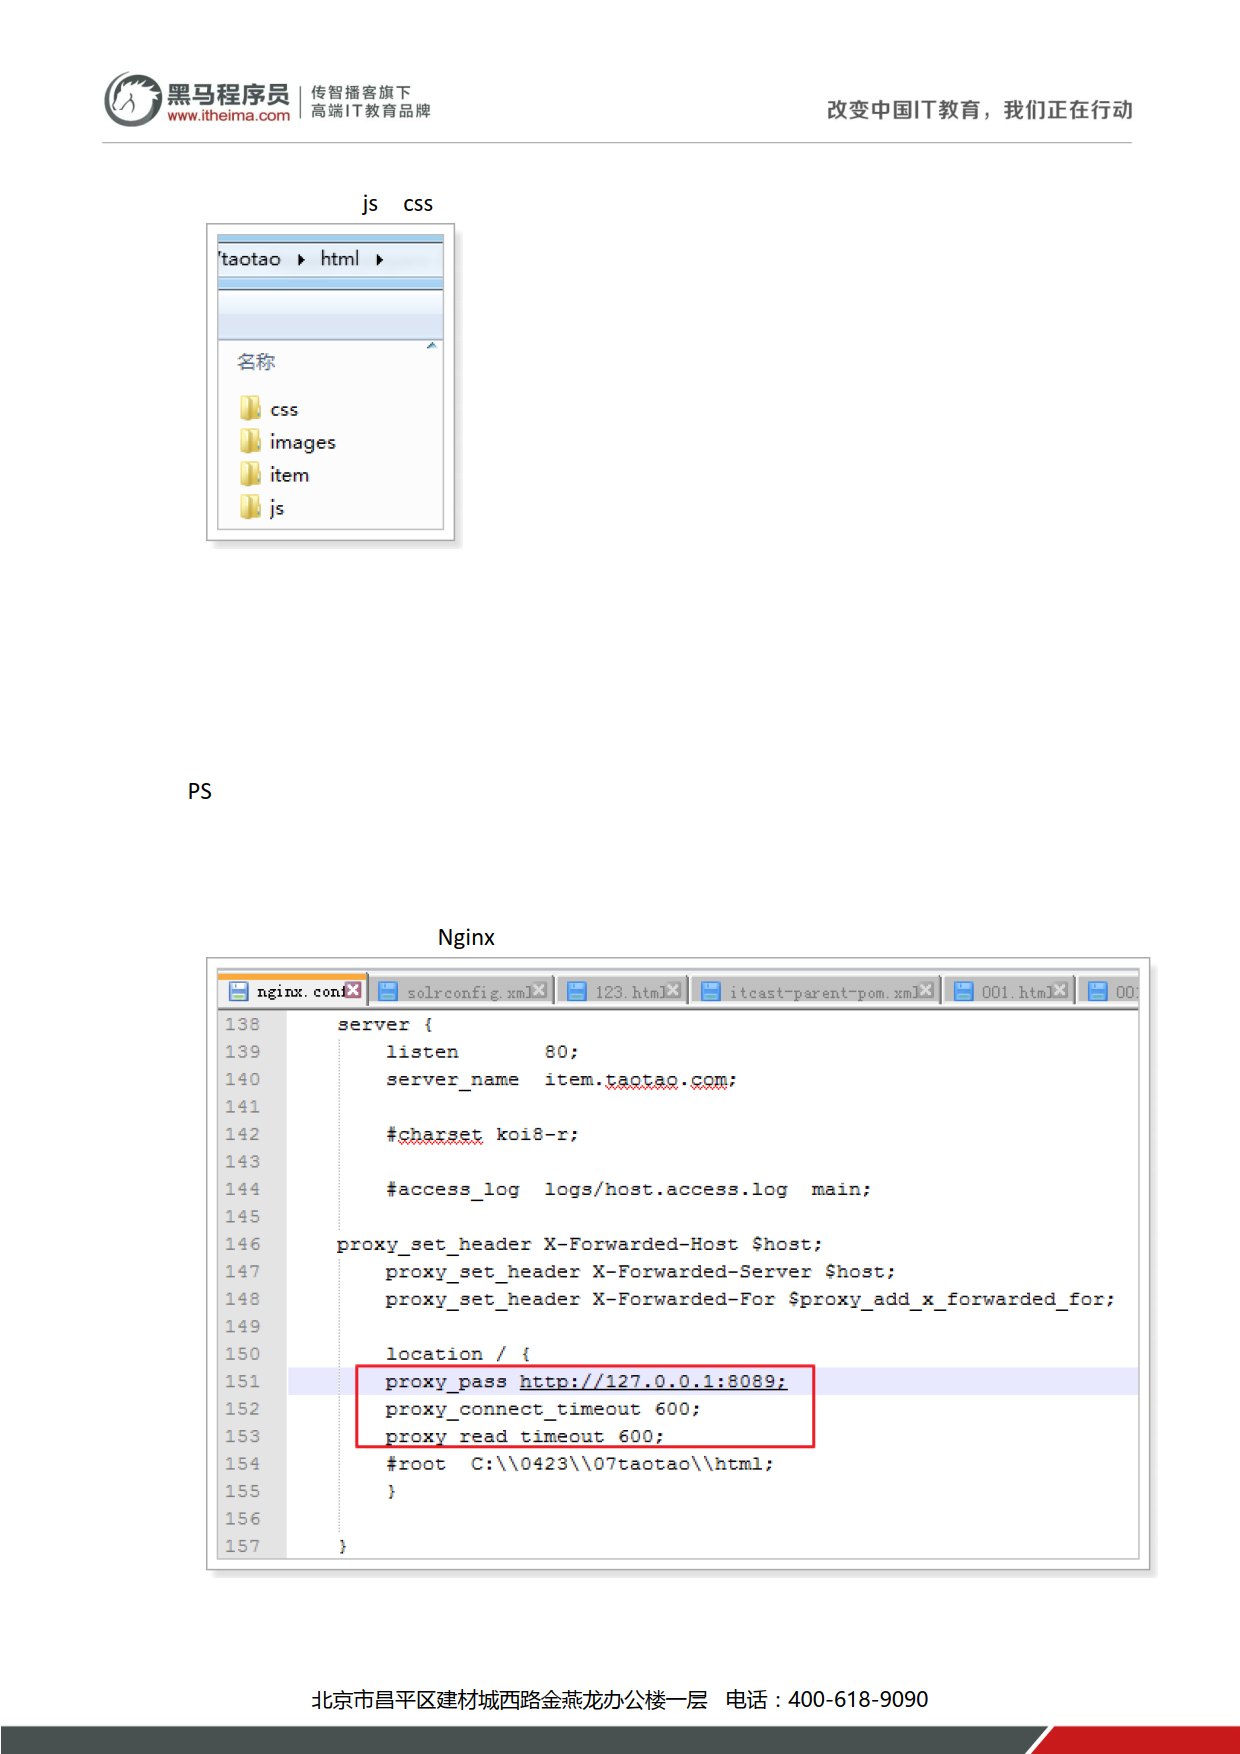 黑马程序员
www.itheima.com
传智播客旗下
高端IT教育品牌
改变中国IT教育，我们正在行动
js css
taotao html
名称
css
images
item
js
PS
Nginx
nginx.conf solrconfig.xml 123.html itcast-parent-pom.xml 001.html 00
138 server {
139 listen 80;
140 server_name item.taotao.com;
141
142 #charset koi8-r;
143
144 #access_log logs/host.access.log main;
145
146 proxy_set_header X-Forwarded-Host $host;
147 proxy_set_header X-Forwarded-Server $host;
148 proxy_set_header X-Forwarded-For $proxy_add_x_forwarded_for;
149
150 location / {
151 proxy_pass http://127.0.0.1:8089;
152 proxy_connect_timeout 600;
153 proxy_read_timeout 600;
154 #root C:\\0423\\07taotao\\html;
155 }
156
157 }
北京市昌平区建材城西路金燕龙办公楼一层 电话：400-618-9090